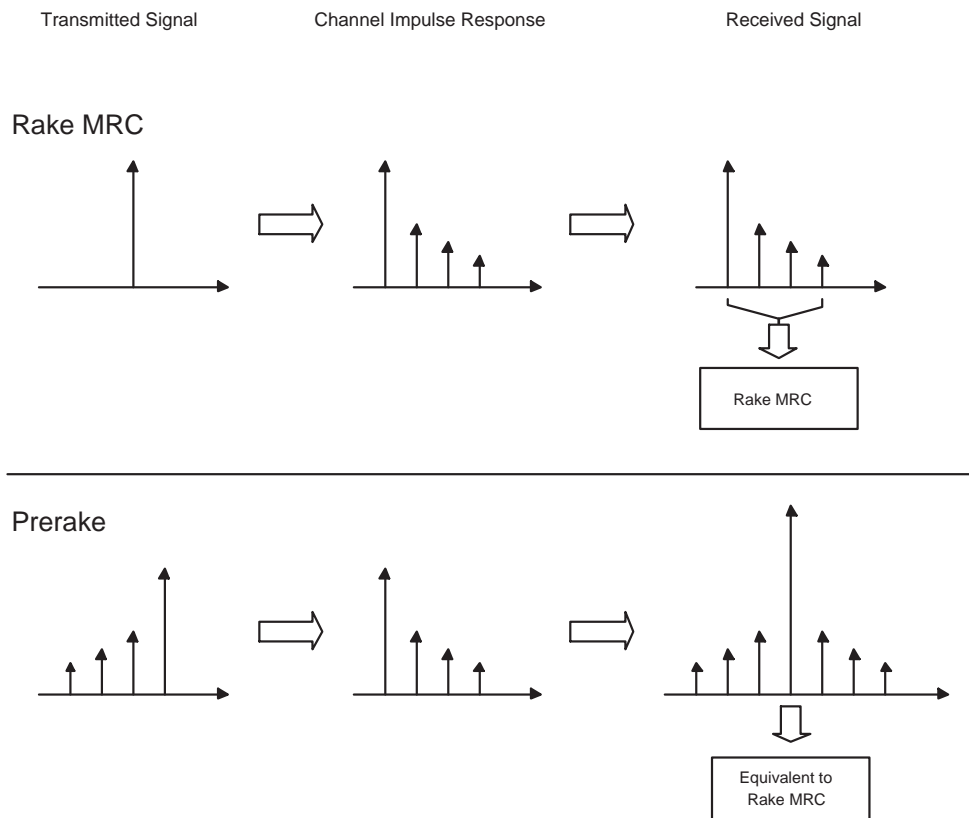 Transmitted Signal
Channel Impulse Response
Received Signal
Rake MRC
Rake MRC
Prerake
Equivalent to
Rake MRC